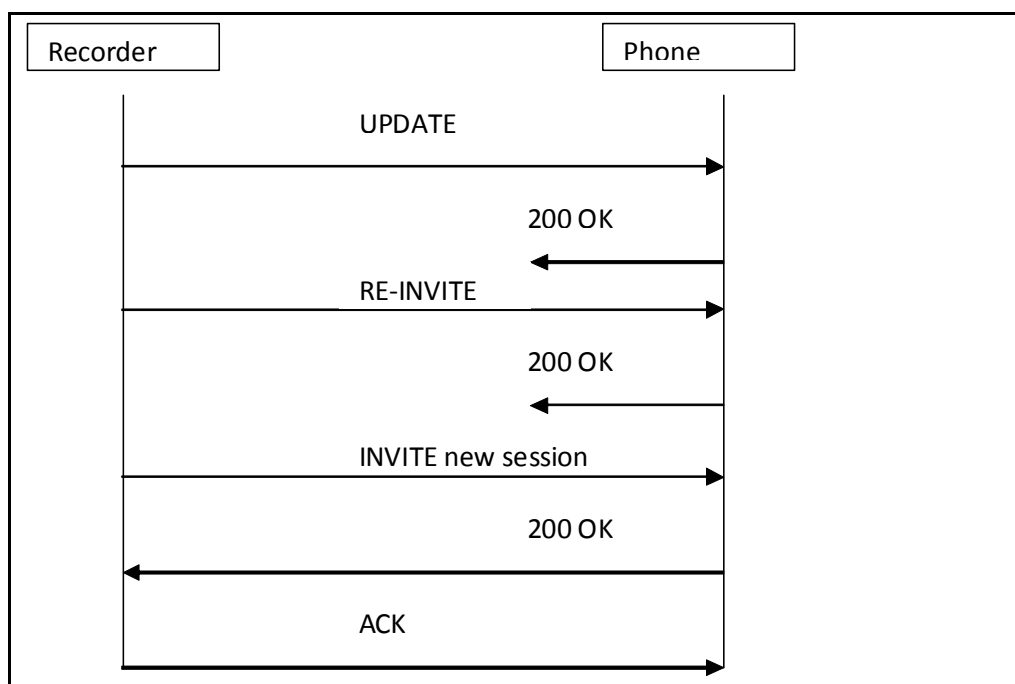 Recorder
Phone
UPDATE
200 OK
RE-INVITE
200 OK
INVITE new session
200 OK
ACK